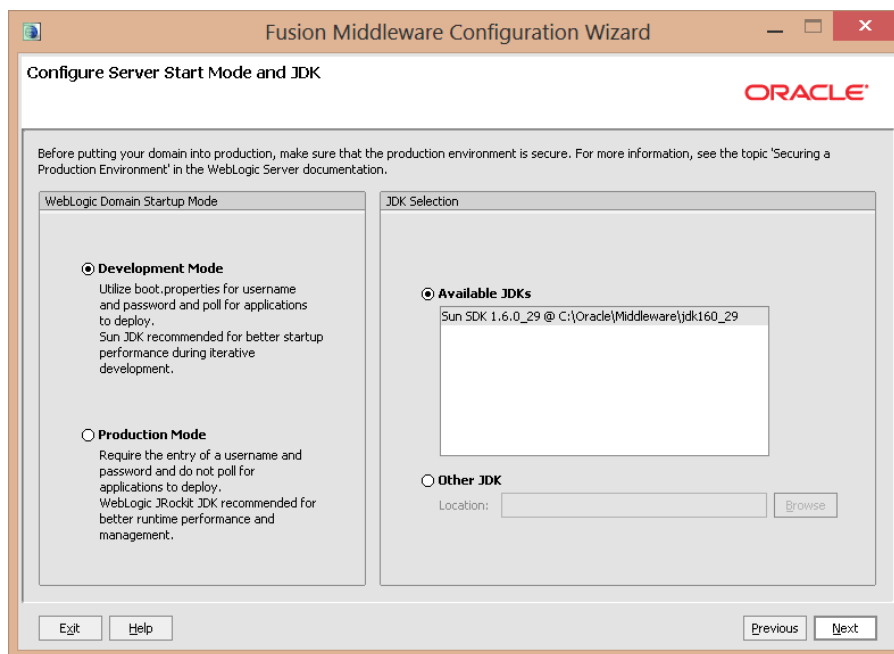 Fusion Middleware Configuration Wizard
Configure Server Start Mode and JDK
ORACLE
Before putting your domain into production, make sure that the production environment is secure. For more information, see the topic 'Securing a
Production Environment' in the WebLogic Server documentation.
WebLogic Domain Startup Mode
Development Mode
Utilize boot.properties for username
and password and poll for applications
to deploy.
Sun JDK recommended for better startup
performance during iterative
development.
Production Mode
Require the entry of a username and
password and do not poll for
applications to deploy.
WebLogic JRockit JDK recommended for
better runtime performance and
management.
JDK Selection
Available JDKs
Sun SDK 1.6.0_29 @ C:\Oracle\Middleware\jdk160_29
Other JDK
Location:
Browse
Exit
Help
Previous
Next